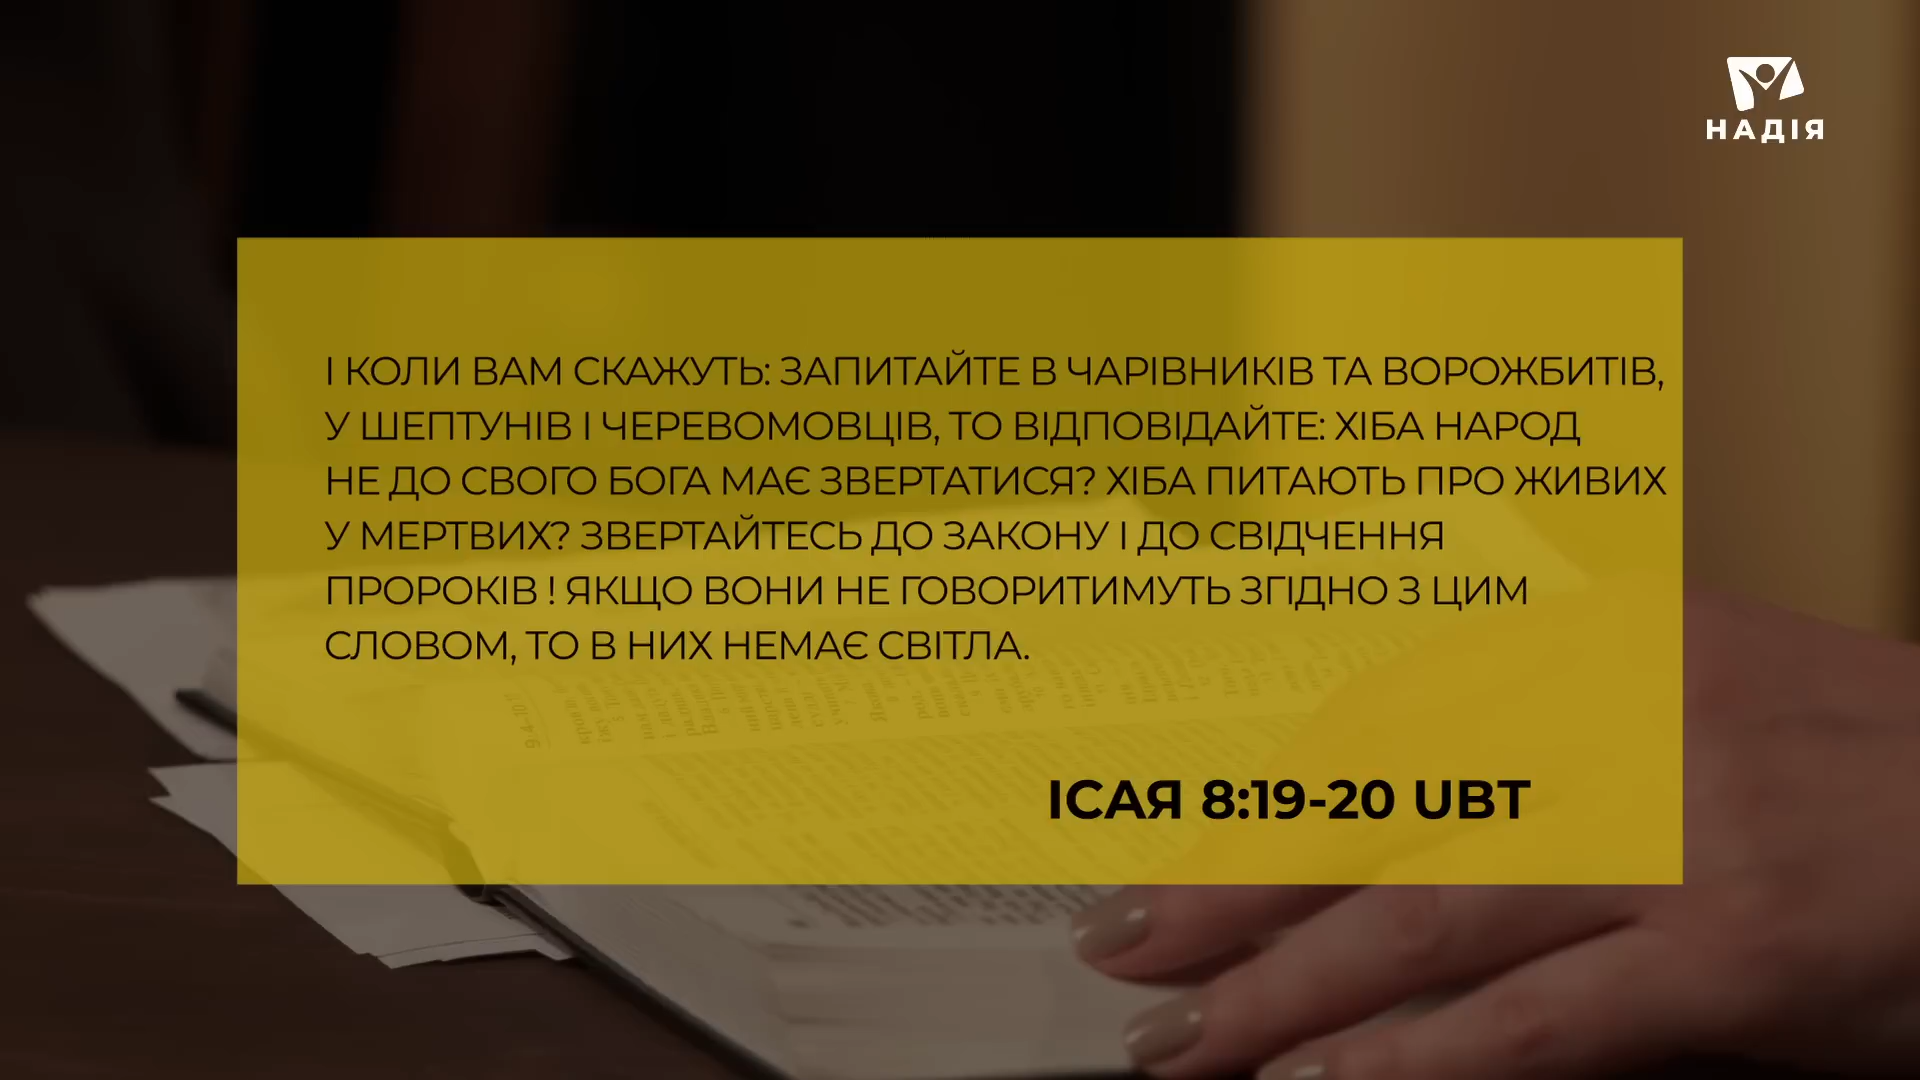 НАДІЯ
І КОЛИ ВАМ СКАЖУТЬ: ЗАПИТАЙТЕ В ЧАРІВНИКІВ ТА ВОРОЖБИТІВ,
У ШЕПТУНІВ І ЧЕРЕВОМОВЦІВ, ТО ВІДПОВІДАЙТЕ: ХІБА НАРОД
НЕ ДО СВОГО БОГА МАЄ ЗВЕРТАТИСЯ? ХІБА ПИТАЮТЬ ПРО ЖИВИХ
У МЕРТВИХ? ЗВЕРТАЙТЕСЬ ДО ЗАКОНУ І ДО СВІДЧЕННЯ
ПРОРОКІВ ! ЯКЩО ВОНИ НЕ ГОВОРИТИМУТЬ ЗГІДНО З ЦИМ
СЛОВОМ, ТО В НИХ НЕМАЄ СВІТЛА.
ІСАЯ 8:19-20 UBT